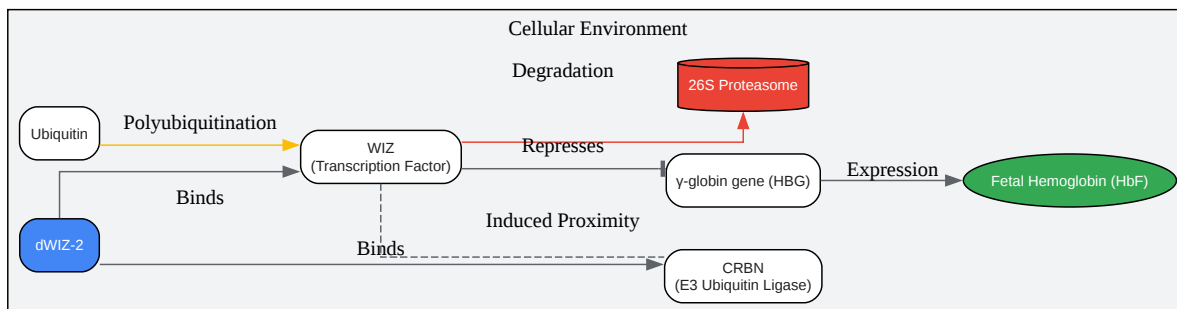 Cellular Environment
Degradation
26S Proteasome
Ubiquitin
Polyubiquitination
WIZ
(Transcription Factor)
Represses
γ-globin gene (HBG)
Expression
Fetal Hemoglobin (HbF)
Binds
Induced Proximity
dWIZ-2
Binds
CRBN
(E3 Ubiquitin Ligase)